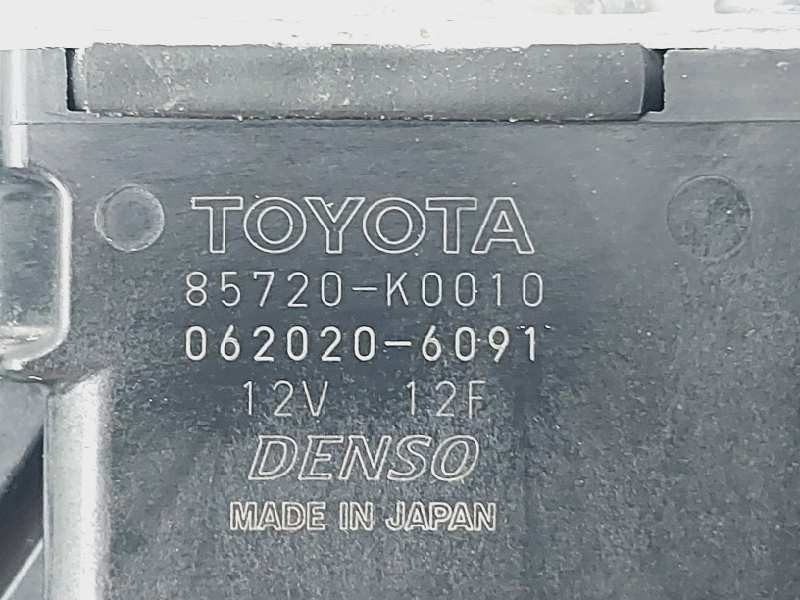 TOYOTA
85720-K0010
062020-6091
12V 12F
DENSO
MADE IN JAPAN